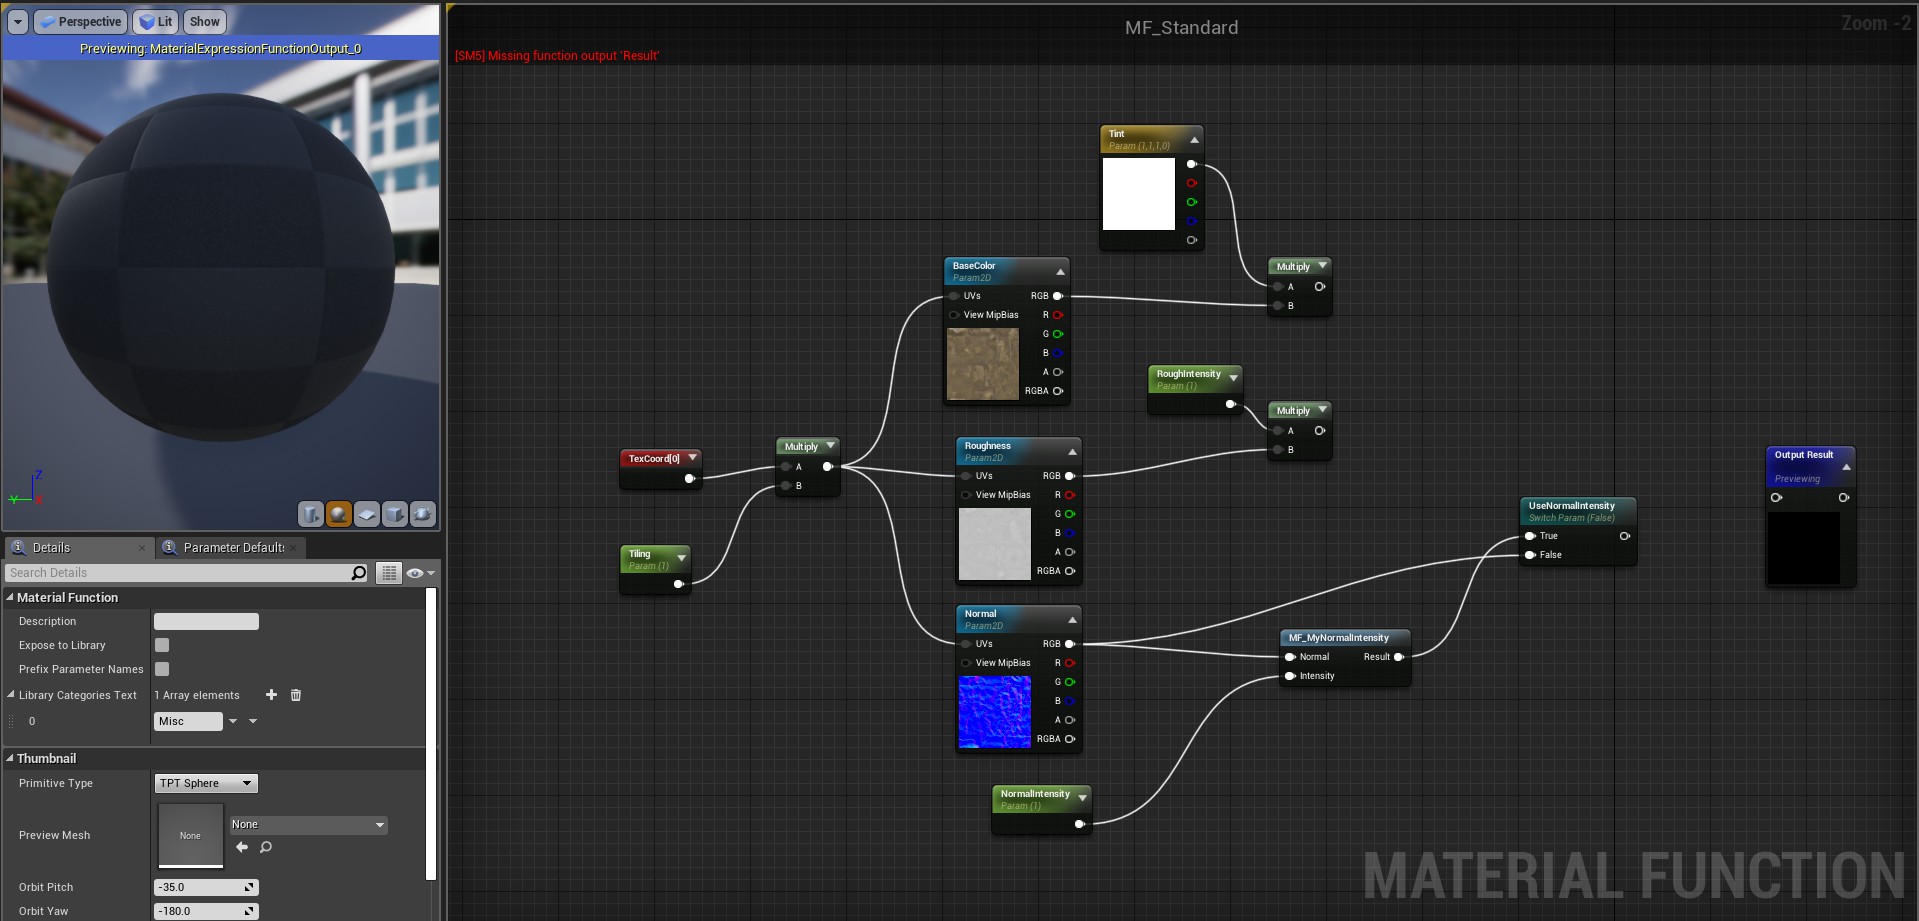 Perspective
Lit
Show
Previewing: MaterialExpressionFunctionOutput_0
Z
Y
X
Details
Parameter Default
Search Details
Material Function
Description
Expose to Library
Prefix Parameter Names
Library Categories Text
1 Array elements
0
Misc
Thumbnail
Primitive Type
TPT Sphere
Preview Mesh
None
None
Orbit Pitch
-35.0
Orbit Yaw
-180.0
MF_Standard
Zoom -2
[SM5] Missing function output 'Result'
Tint
Param (1,1,1,0)
BaseColor
Param2D
UVs
RGB
View MipBias
R
G
B
A
RGBA
Multiply
A
B
RoughIntensity
Param (1)
Multiply
A
B
TexCoord[0]
Multiply
A
B
Tiling
Param (1)
Roughness
Param2D
UVs
RGB
View MipBias
R
G
B
A
RGBA
Normal
Param2D
UVs
RGB
View MipBias
R
G
B
A
RGBA
NormalIntensity
Param (1)
MF_MyNormalIntensity
Normal
Result
Intensity
UseNormalIntensity
Switch Param (False)
True
False
Output Result
Previewing
MATERIAL FUNCTION